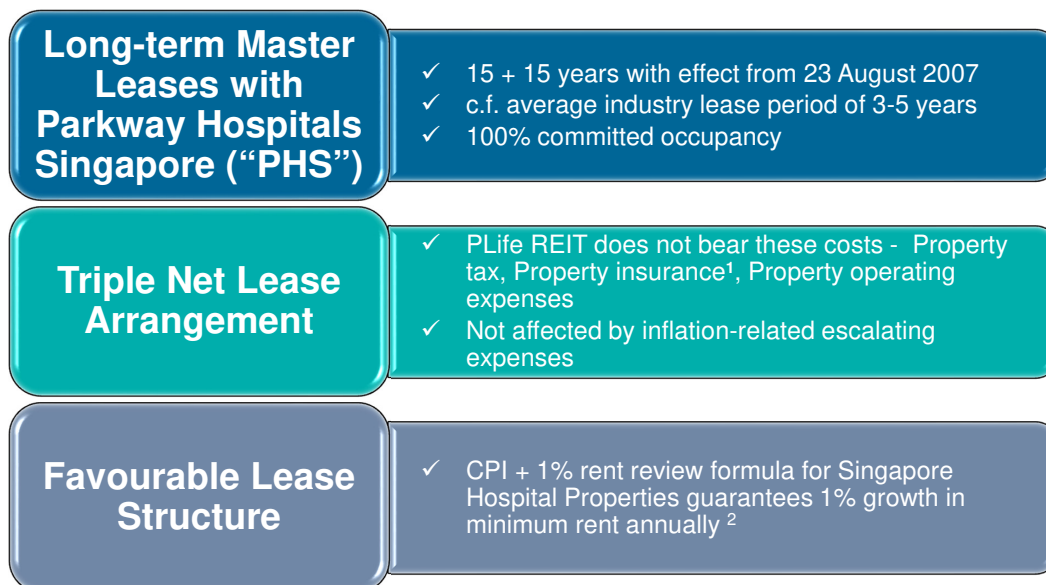 Long-term Master
Leases with
Parkway Hospitals
Singapore (“PHS”)
✓ 15 + 15 years with effect from 23 August 2007
✓ c.f. average industry lease period of 3-5 years
✓ 100% committed occupancy
Triple Net Lease
Arrangement
✓ PLife REIT does not bear these costs - Property
tax, Property insurance¹, Property operating
expenses
✓ Not affected by inflation-related escalating
expenses
Favourable Lease
Structure
✓ CPI + 1% rent review formula for Singapore
Hospital Properties guarantees 1% growth in
minimum rent annually ²